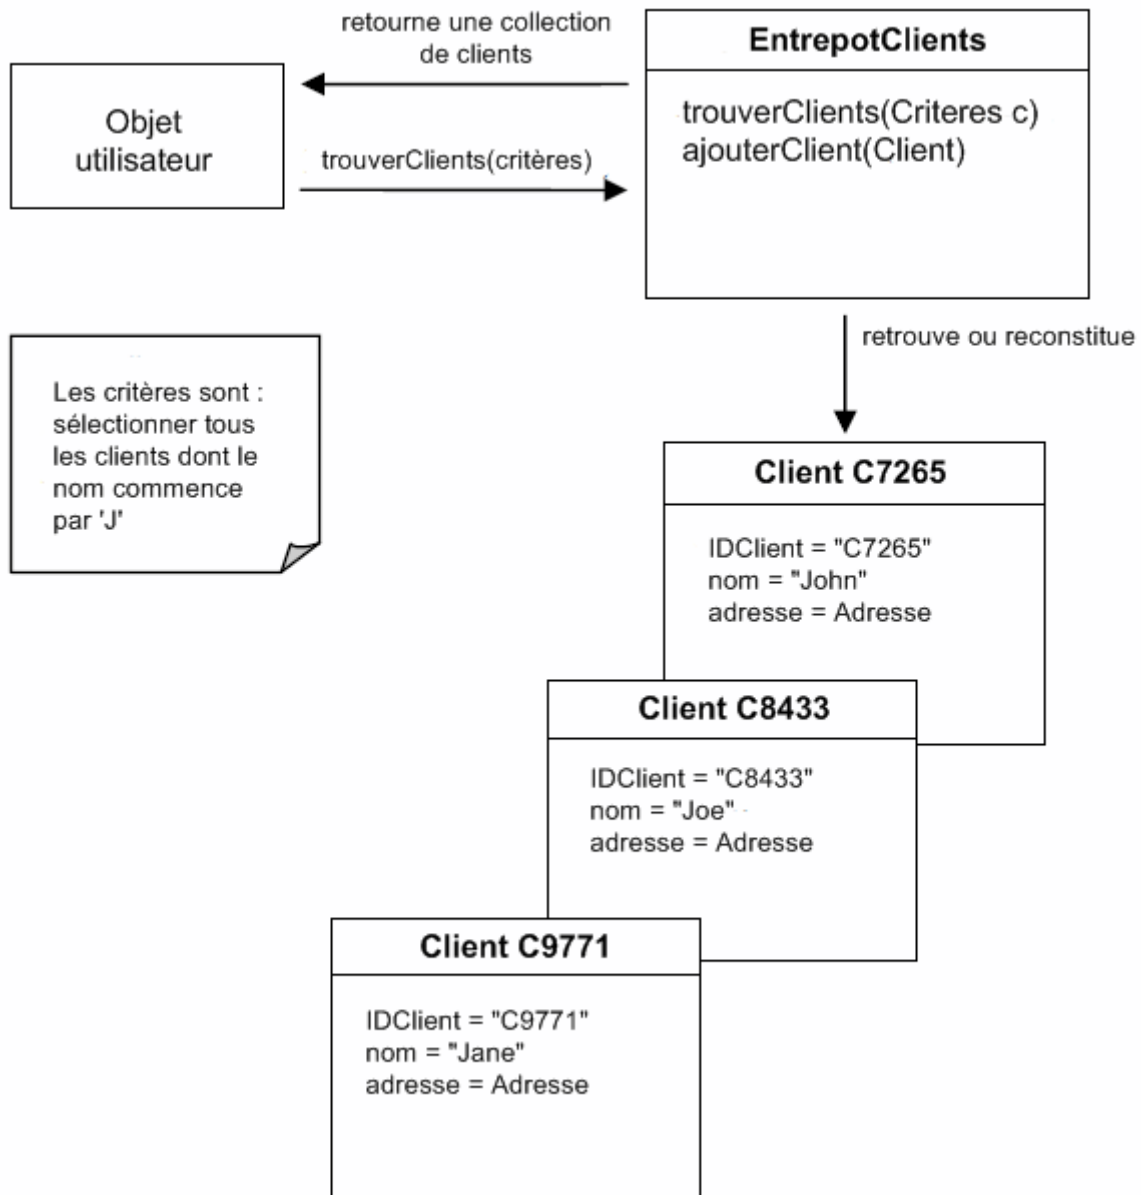 retourne une collection
de clients
EntrepotClients
Objet
utilisateur
trouverClients(Criteres c)
ajouterClient(Client)
trouverClients(critères)
retrouve ou reconstitue
Les critères sont :
sélectionner tous
les clients dont le
nom commence
par 'J'
Client C7265
IDClient = "C7265"
nom = "John"
adresse = Adresse
Client C8433
IDClient = "C8433"
nom = "Joe"
adresse = Adresse
Client C9771
IDClient = "C9771"
nom = "Jane"
adresse = Adresse